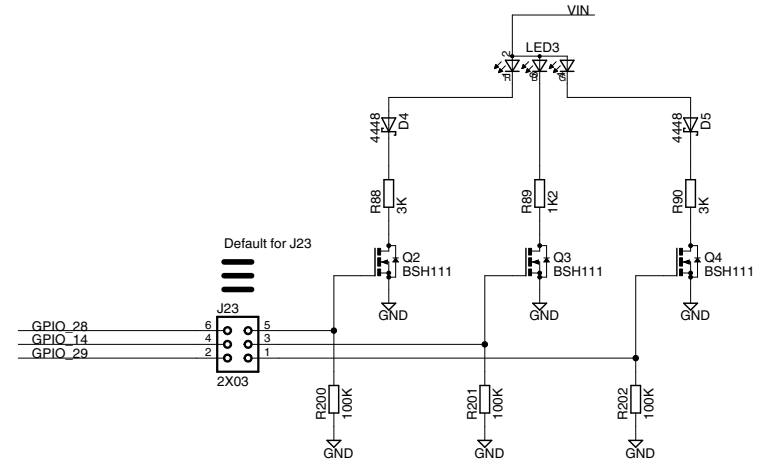 VIN
LED3
2
R
B
G
4448
D4
4448
D5
R88
3K
R89
1K2
R90
3K
Default for J23
Q2
BSH111
Q3
BSH111
Q4
BSH111
GND
GND
GND
J23
GPIO_28
6
5
GPIO_14
4
3
GPIO_29
2
1
2X03
R200
100K
R201
100K
R202
100K
GND
GND
GND